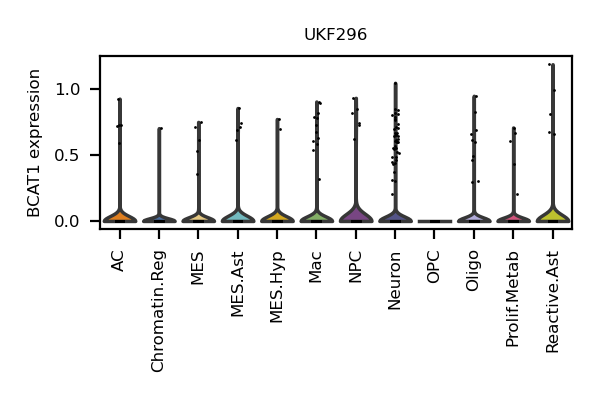 UKF296
BCAT1 expression
1.0
0.5
0.0
AC
Chromatin.Reg
MES
MES.Ast
MES.Hyp
Mac
NPC
Neuron
OPC
Oligo
Prolif.Metab
Reactive.Ast